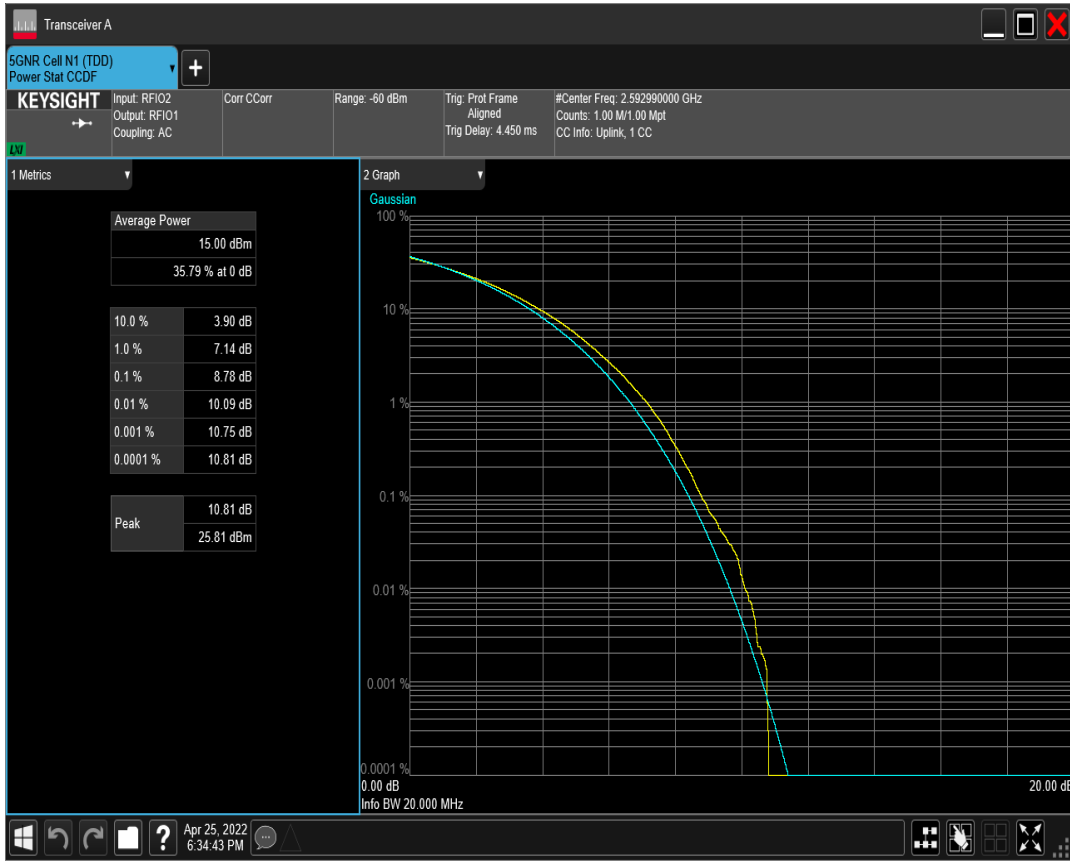 Transceiver A
5GNR Cell N1 (TDD)
Power Stat CCDF
+
KEYSIGHT
LXI
Input: RFIO2
Output: RFIO1
Coupling: AC
Corr CCorr
Range: -60 dBm
Trig: Prot Frame
Aligned
Trig Delay: 4.450 ms
#Center Freq: 2.592990000 GHz
Counts: 1.00 M/1.00 Mpt
CC Info: Uplink, 1 CC
1 Metrics
Average Power
15.00 dBm
35.79 % at 0 dB
10.0 % 3.90 dB
1.0 % 7.14 dB
0.1 % 8.78 dB
0.01 % 10.09 dB
0.001 % 10.75 dB
0.0001 % 10.81 dB
Peak
10.81 dB
25.81 dBm
2 Graph
Gaussian
100 %
10 %
1 %
0.1 %
0.01 %
0.001 %
0.0001 %
0.00 dB
20.00 dB
Info BW 20.000 MHz
?
Apr 25, 2022
6:34:43 PM